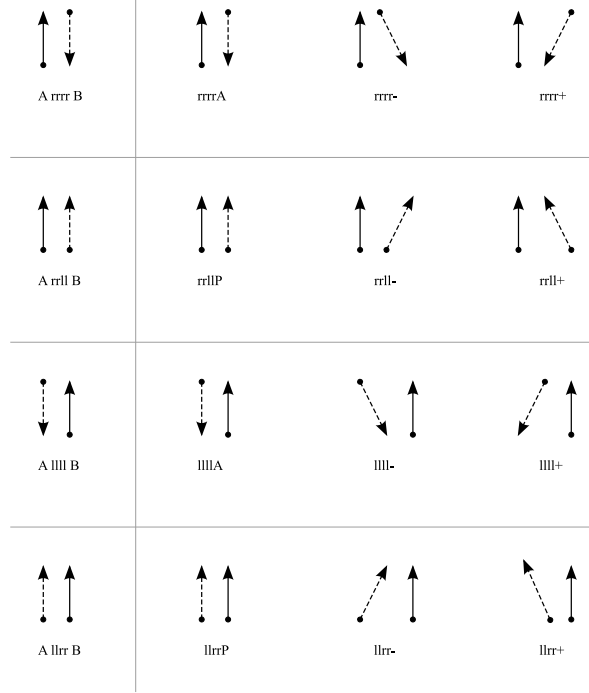 A rrrr B rrrrA rrrr- rrrr+
A rrll B rrllP rrll- rrll+
A llll B llllA llll- llll+
A llrr B llrrP llrr- llrr+